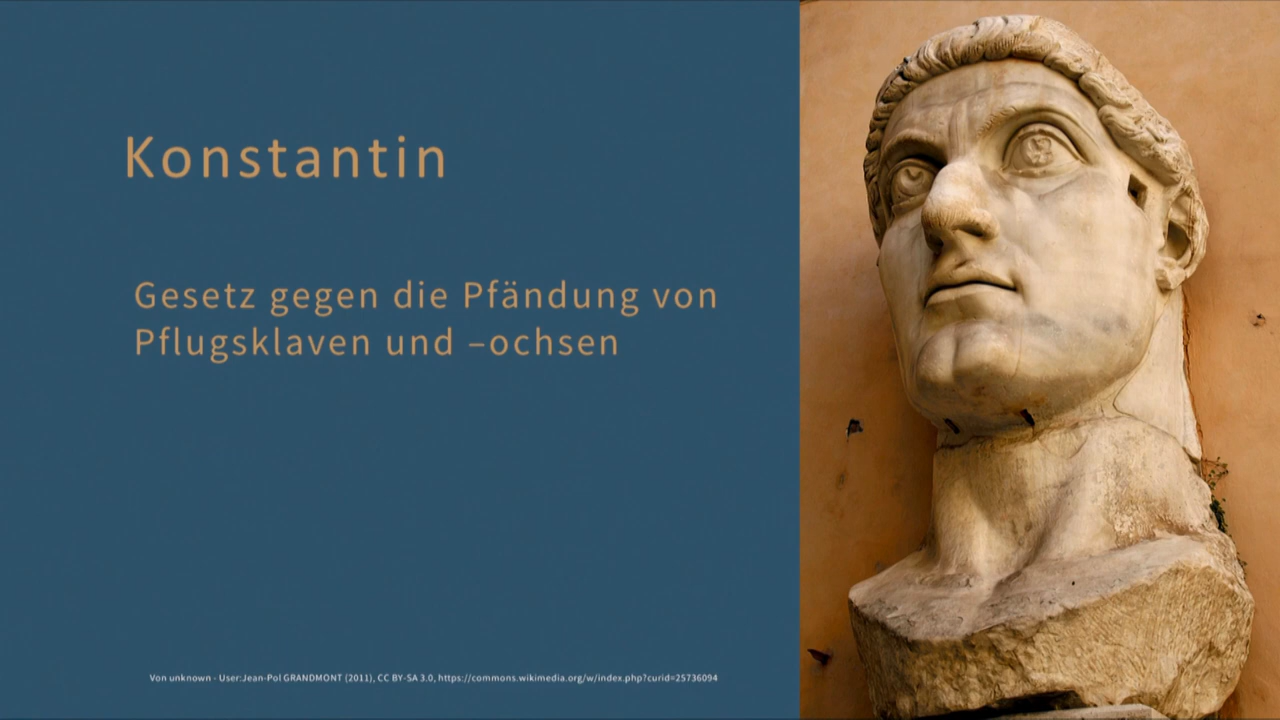 Konstantin
Gesetz gegen die Pfändung von
Pflugsklaven und –ochsen
Von unknown - User:Jean-Pol GRANDMONT (2011), CC BY-SA 3.0, https://commons.wikimedia.org/w/index.php?curid=25736094